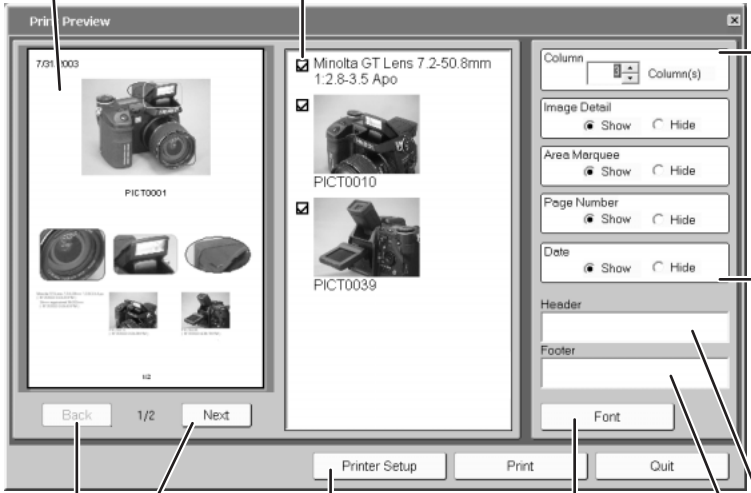 Print Preview
7/31/2003
PICT0001
1/2
Back
1/2
Next
Minolta GT Lens 7.2-50.8mm
1:2.8-3.5 Apo
PICT0010
PICT0039
Column
Column(s)
Image Detail
Show Hide
Area Marquee
Show Hide
Page Number
Show Hide
Date
Show Hide
Header
Footer
Font
Printer Setup
Print
Quit